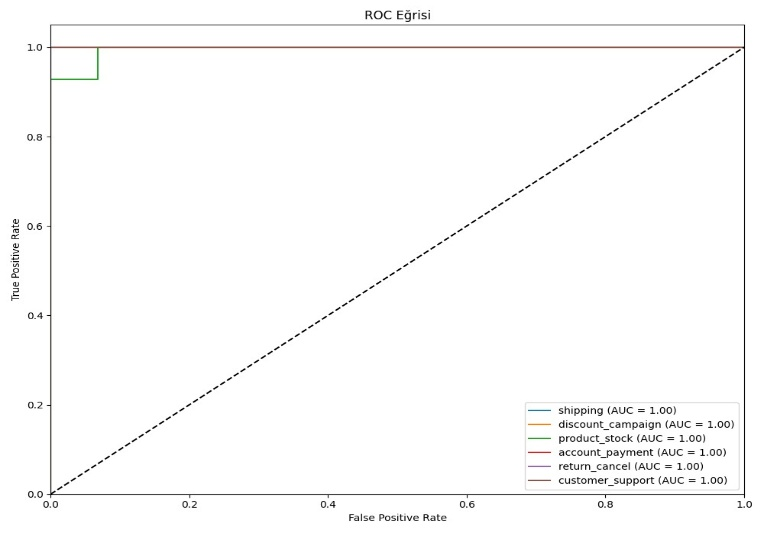 ROC Eğrisi
1.0
0.8
0.6
0.4
0.2
0.0
True Positive Rate
0.0
0.2
0.4
0.6
0.8
1.0
False Positive Rate
shipping (AUC = 1.00)
discount_campaign (AUC = 1.00)
product_stock (AUC = 1.00)
account_payment (AUC = 1.00)
return_cancel (AUC = 1.00)
customer_support (AUC = 1.00)